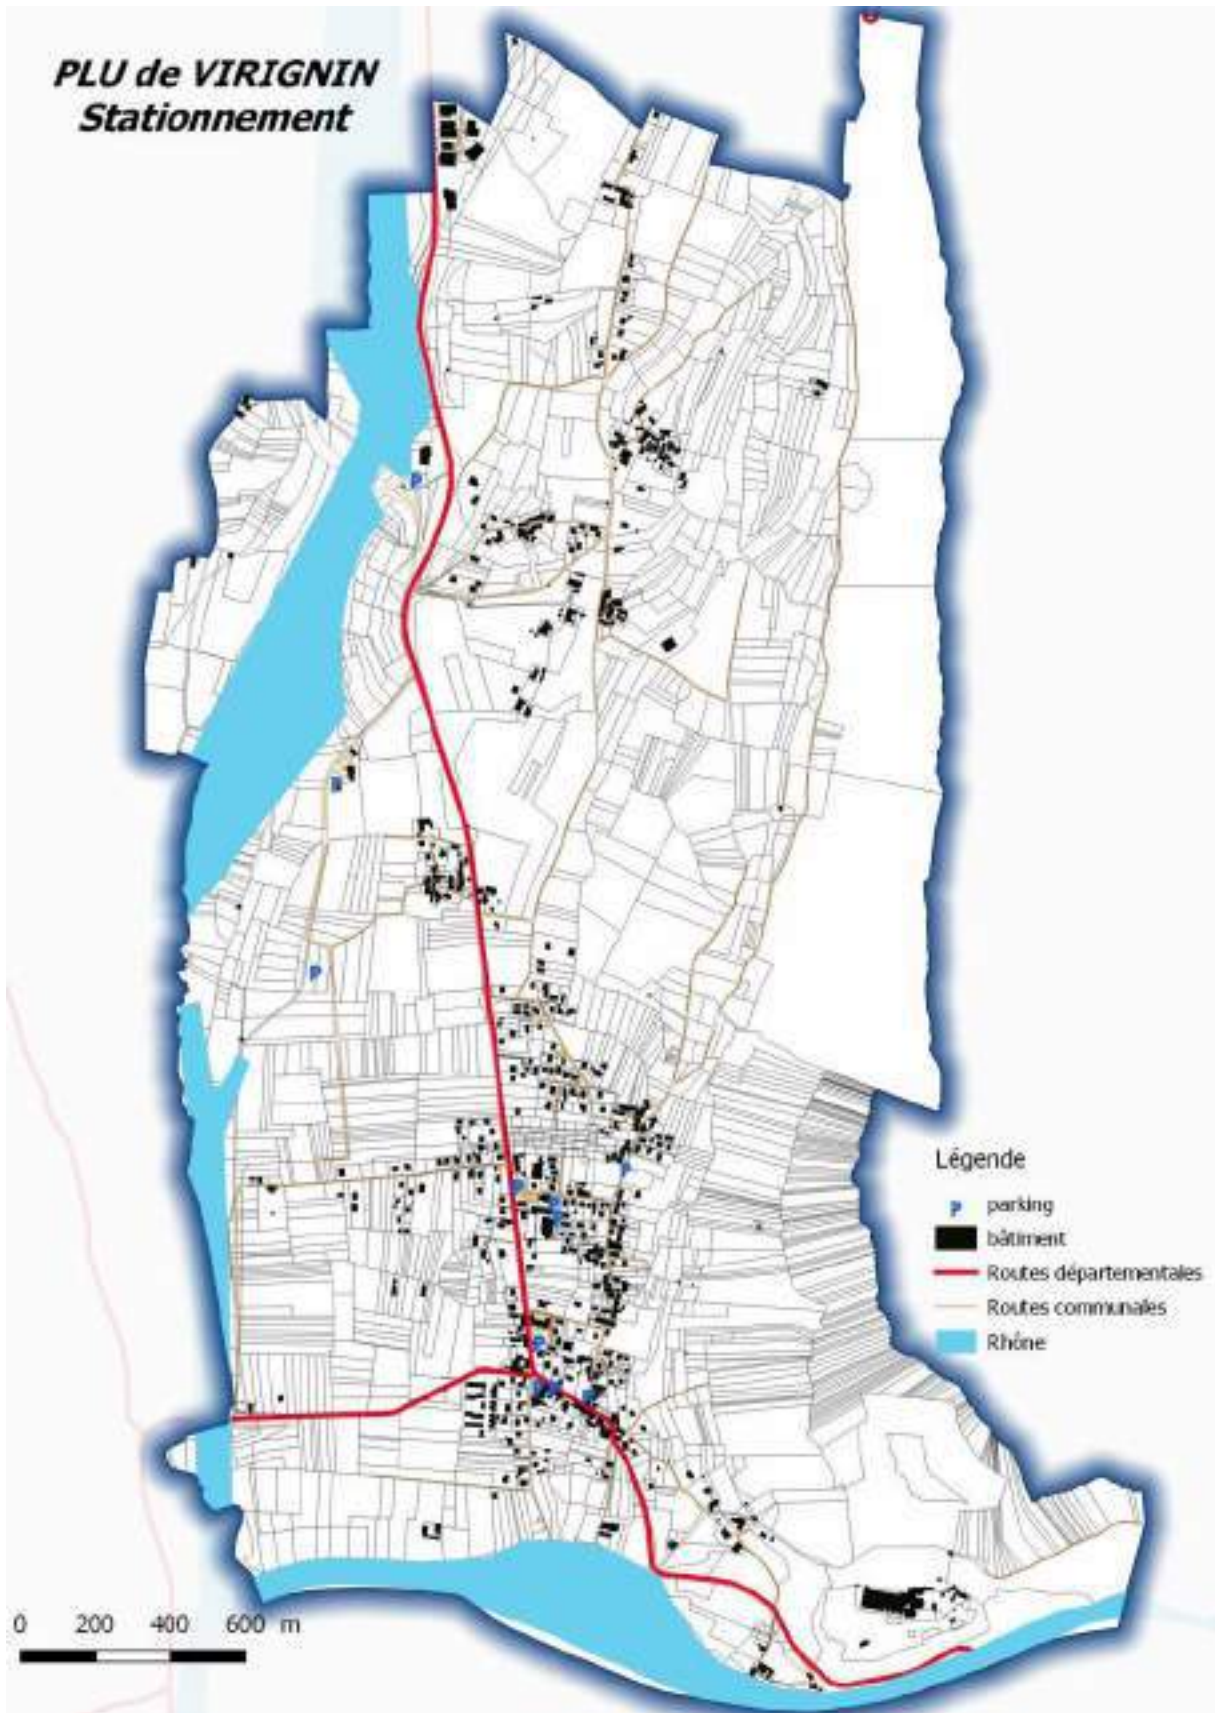 PLU de VIRIGNIN
Stationnement
P
P
P
P
P
Légende
P parking
bâtiment
Routes départementales
Routes communales
Rhône
0 200 400 600 m